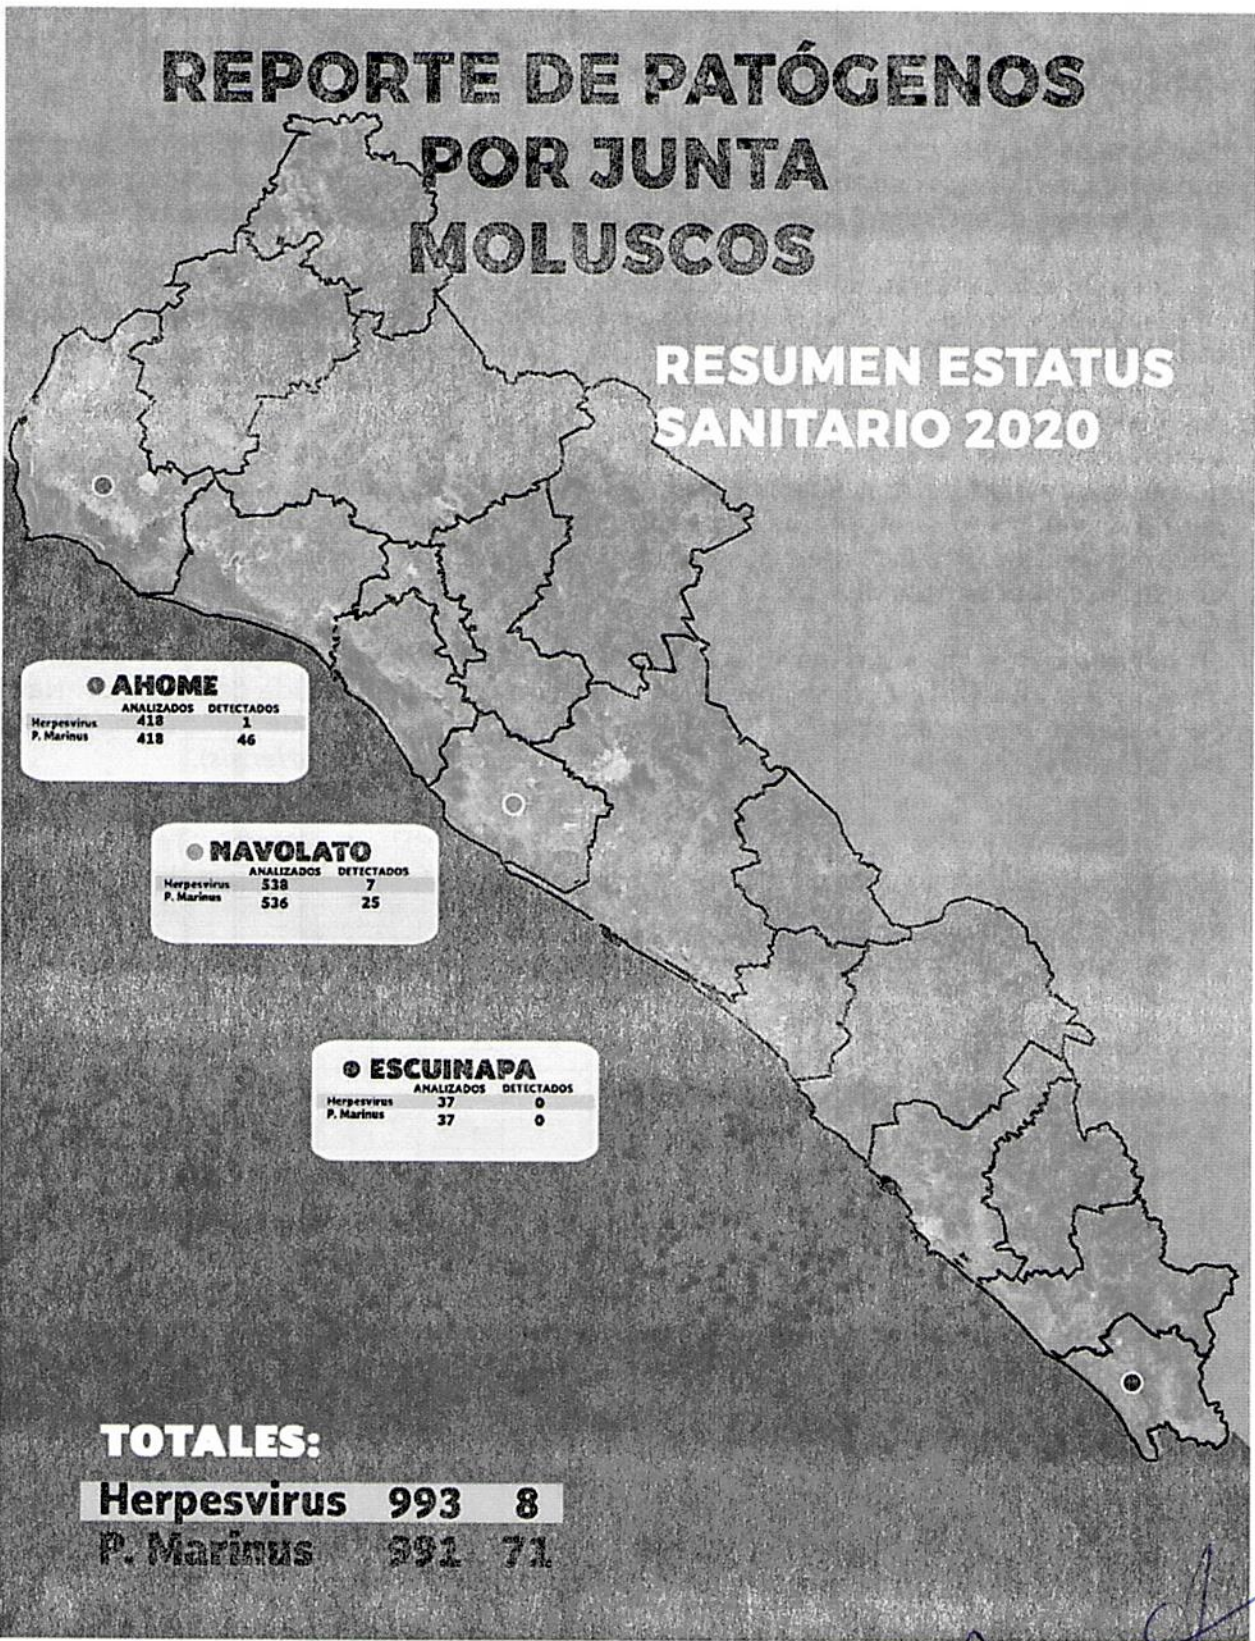 REPORTE DE PATÓGENOS
POR JUNTA
MOLUSCOS
RESUMEN ESTATUS
SANITARIO 2020
AHOME
ANALIZADOS DETECTADOS
Herpesvirus 418 1
P. Marinus 418 46
NAVOLATO
ANALIZADOS DETECTADOS
Herpesvirus 538 7
P. Marinus 536 25
ESCUINAPA
ANALIZADOS DETECTADOS
Herpesvirus 37 0
P. Marinus 37 0
TOTALES:
Herpesvirus 993 8
P. Marinus 991 71